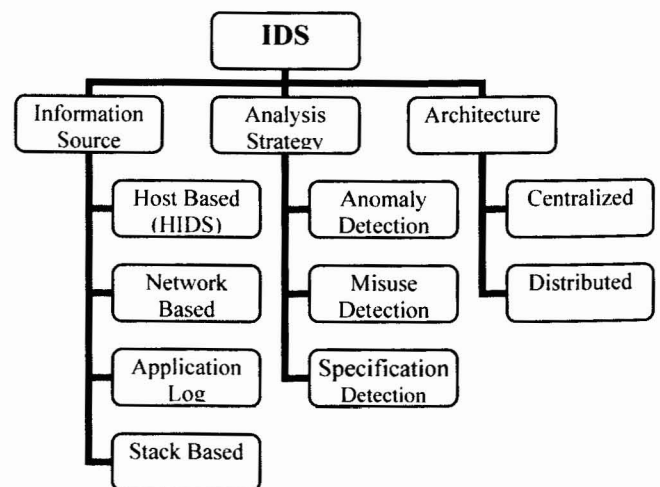 IDS
Information
Source
Analysis
Strategy
Architecture
Host Based
(HIDS)
Anomaly
Detection
Centralized
Network
Based
Misuse
Detection
Distributed
Application
Log
Specification
Detection
Stack Based